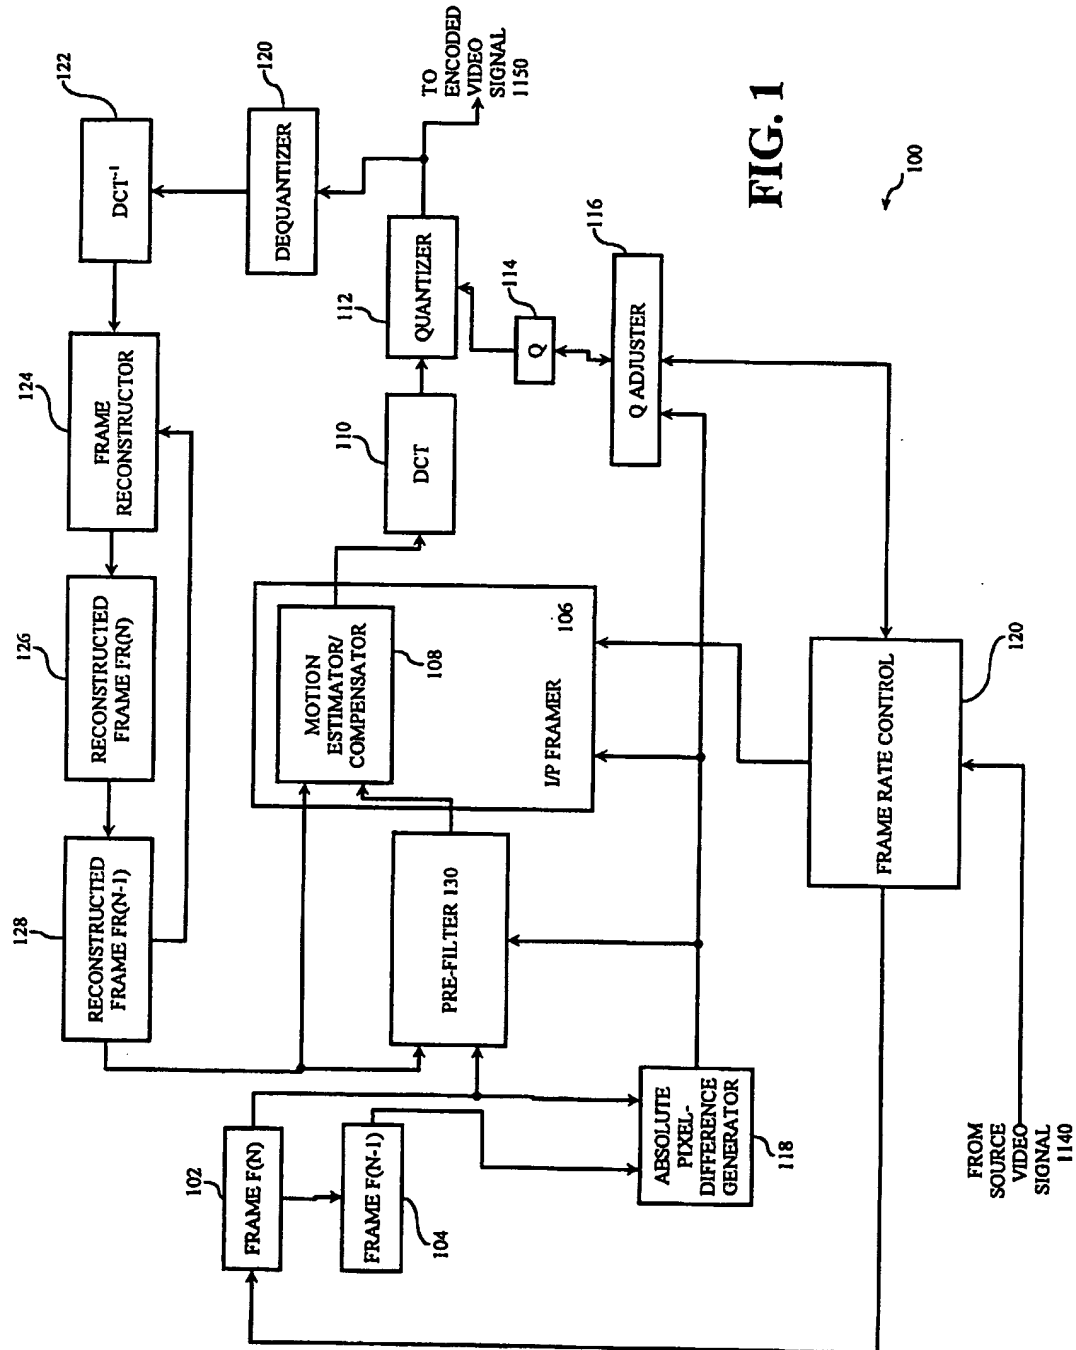 122
DCT⁻¹
120
DEQUANTIZER
TO
ENCODED
VIDEO
SIGNAL
1150
124
FRAME
RECONSTRUCTOR
112
QUANTIZER
114
Q
116
Q ADJUSTER
FIG. 1
100
126
RECONSTRUCTED
FRAME FR(N)
110
DCT
128
RECONSTRUCTED
FRAME FR(N-1)
MOTION
ESTIMATOR/
COMPENSATOR
108
I/P FRAMER
106
PRE-FILTER 130
FRAME RATE CONTROL
120
102
FRAME F(N)
FRAME F(N-1)
104
ABSOLUTE
PIXEL-
DIFFERENCE
GENERATOR
118
FROM
SOURCE
VIDEO
SIGNAL
1140